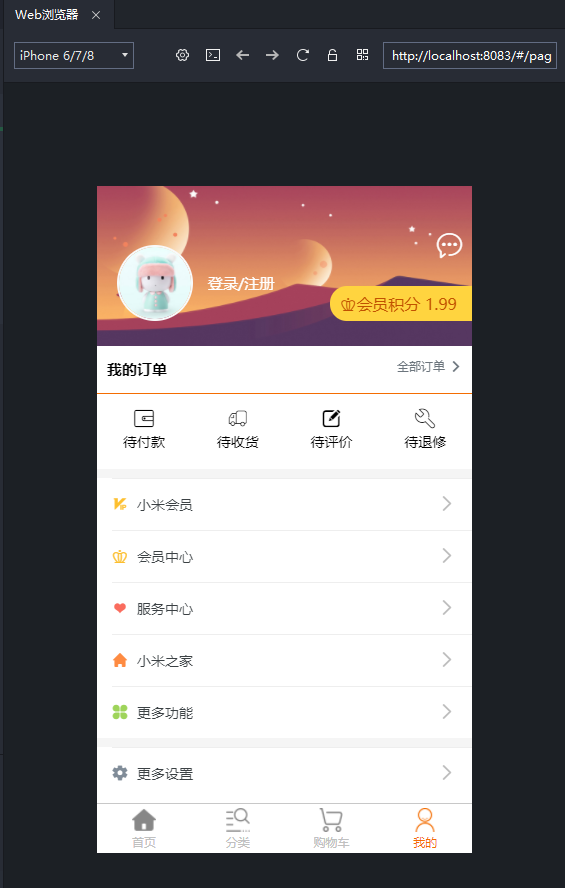 Web浏览器
iPhone 6/7/8
http://localhost:8083/#/pag
登录/注册
会员积分 1.99
我的订单
全部订单
待付款
待收货
待评价
待退修
小米会员
会员中心
服务中心
小米之家
更多功能
更多设置
首页
分类
购物车
我的